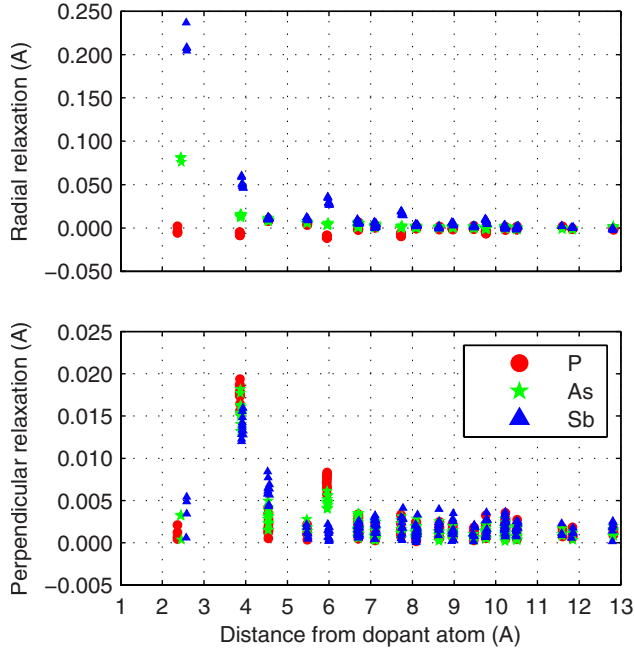 0.250
0.200
0.150
0.100
0.050
0.000
−0.050
Radial relaxation (A)
0.025
0.020
0.015
0.010
0.005
0.000
−0.005
Perpendicular relaxation (A)
P
As
Sb
1 2 3 4 5 6 7 8 9 10 11 12 13
Distance from dopant atom (A)